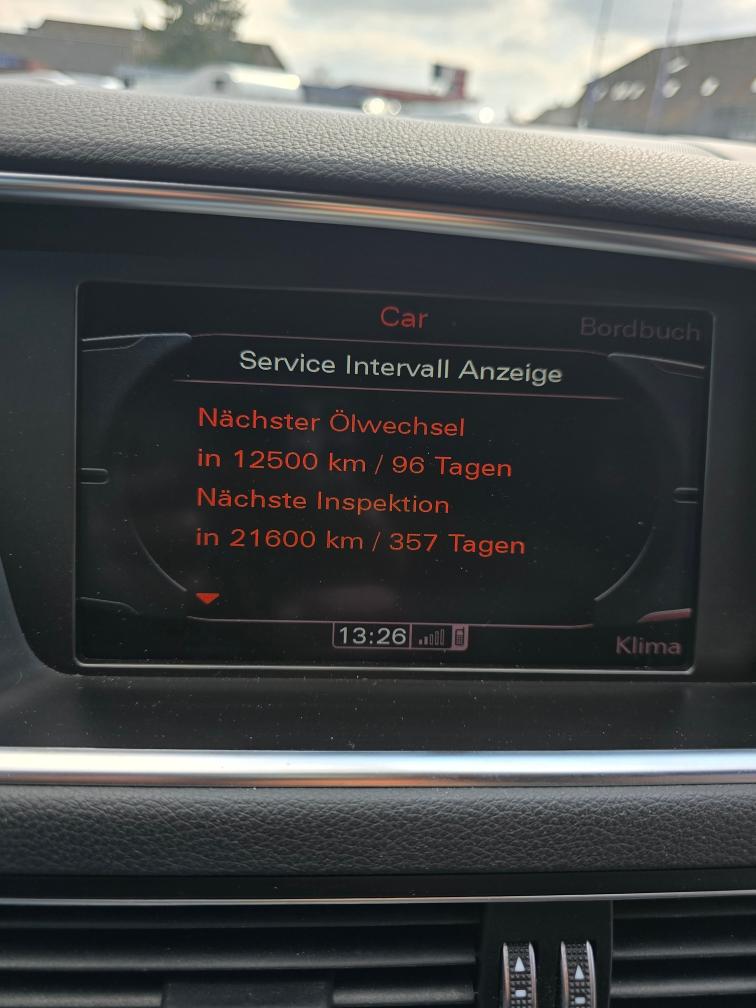 Car
Bordbuch
Service Intervall Anzeige
Nächster Ölwechsel
in 12500 km / 96 Tagen
Nächste Inspektion
in 21600 km / 357 Tagen
13:26
Klima